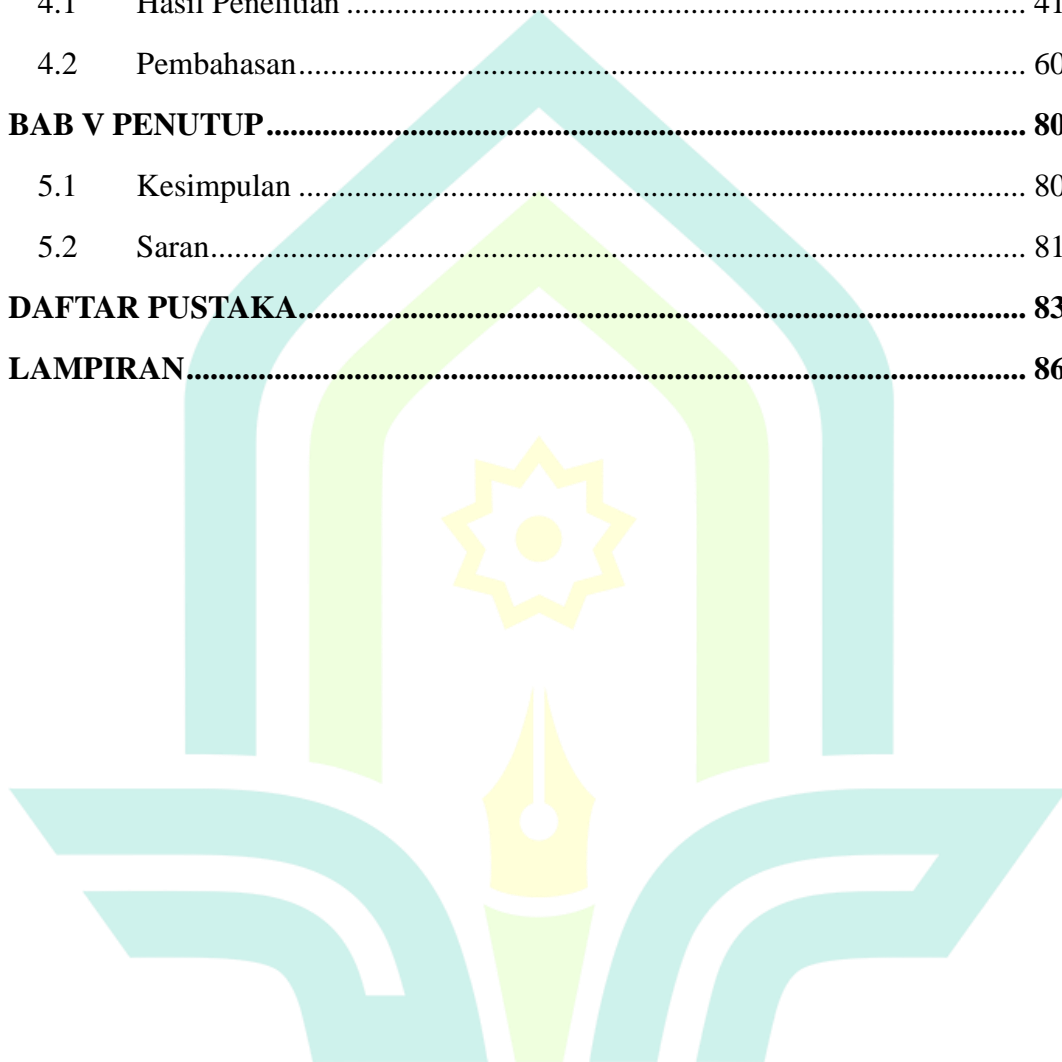 4.1 Hasil Penelitian ........................................................................................ 41
4.2 Pembahasan............................................................................................. 60
BAB V PENUTUP............................................................................................ 80
5.1 Kesimpulan .............................................................................................. 80
5.2 Saran........................................................................................................ 81
DAFTAR PUSTAKA........................................................................................ 83
LAMPIRAN...................................................................................................... 86